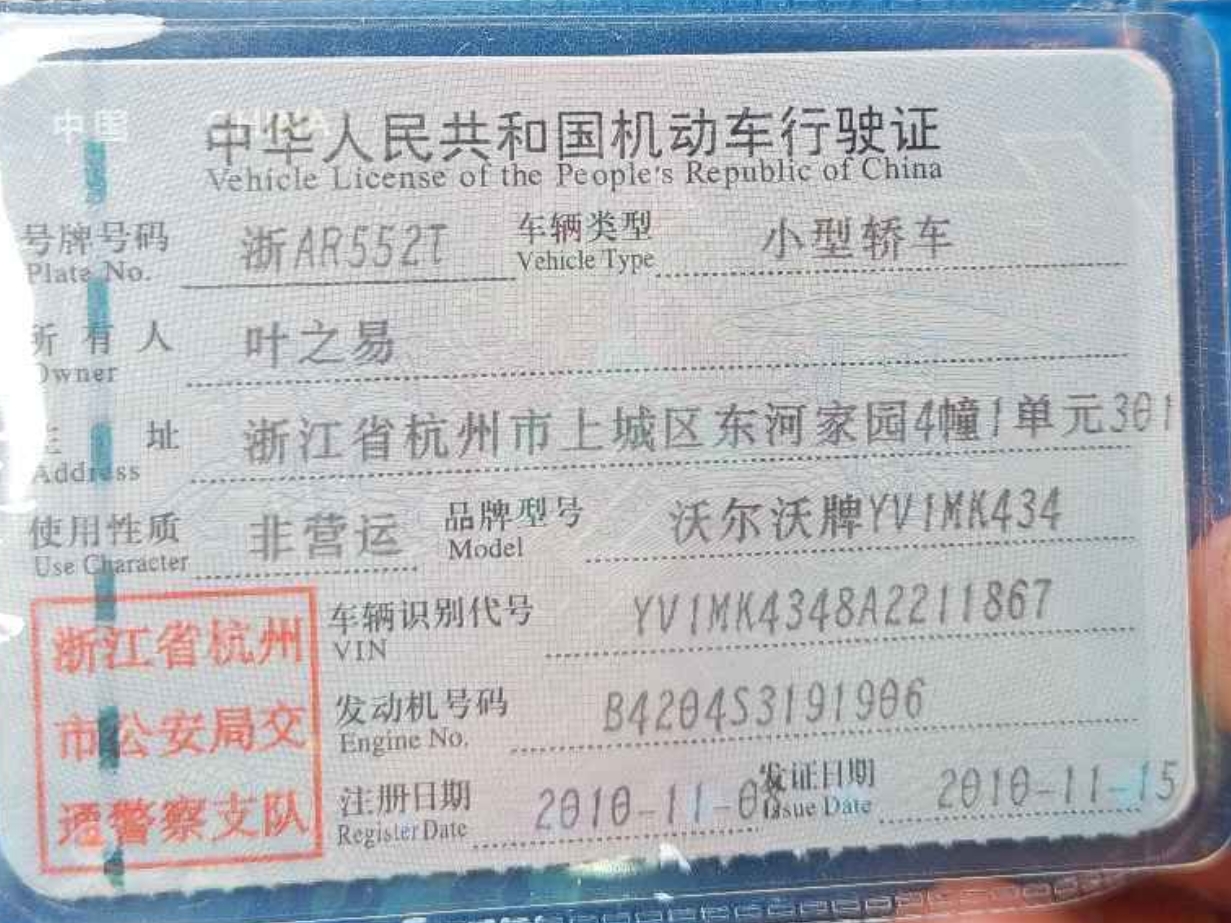 中国
中华人民共和国机动车行驶证
Vehicle License of the People's Republic of China
号牌号码 浙AR552T 车辆类型 小型轿车
Plate No. Vehicle Type
所有人 叶之易
Owner
住址 浙江省杭州市上城区东河家园4幢1单元301
Address
使用性质 非营运 品牌型号 沃尔沃牌YV1MK434
Use Character Model
浙江省杭州
市公安局交
通警察支队
车辆识别代号 YV1MK4348A2211867
VIN
发动机号码 B4204S3191906
Engine No.
注册日期 2010-11-0 发证日期 2010-11-15
Register Date Issue Date